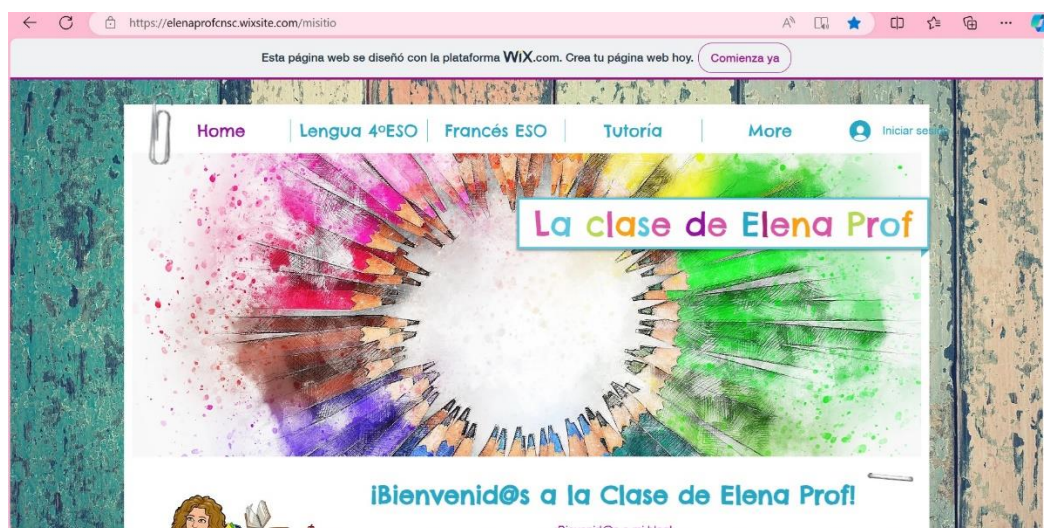 https://elenaprofcnsc.wixsite.com/misitio
Esta página web se diseñó con la plataforma WiX.com. Crea tu página web hoy. Comienza ya
Home Lengua 4ºESO Francés ESO Tutoría More Iniciar sesión
La clase de Elena Prof
¡Bienvenid@s a la Clase de Elena Prof!